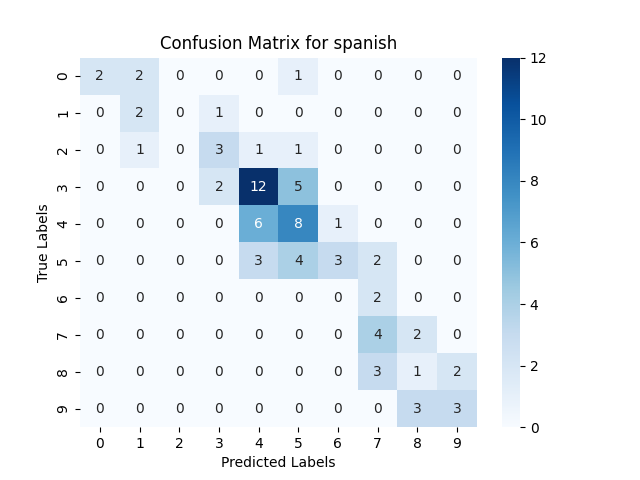 Confusion Matrix for spanish
True Labels
0 2 2 0 0 0 1 0 0 0 0
1 0 2 0 1 0 0 0 0 0 0
2 0 1 0 3 1 1 0 0 0 0
3 0 0 0 2 12 5 0 0 0 0
4 0 0 0 0 6 8 1 0 0 0
5 0 0 0 0 3 4 3 2 0 0
6 0 0 0 0 0 0 0 2 0 0
7 0 0 0 0 0 0 0 4 2 0
8 0 0 0 0 0 0 0 3 1 2
9 0 0 0 0 0 0 0 0 3 3
0 1 2 3 4 5 6 7 8 9
Predicted Labels
12
10
8
6
4
2
0